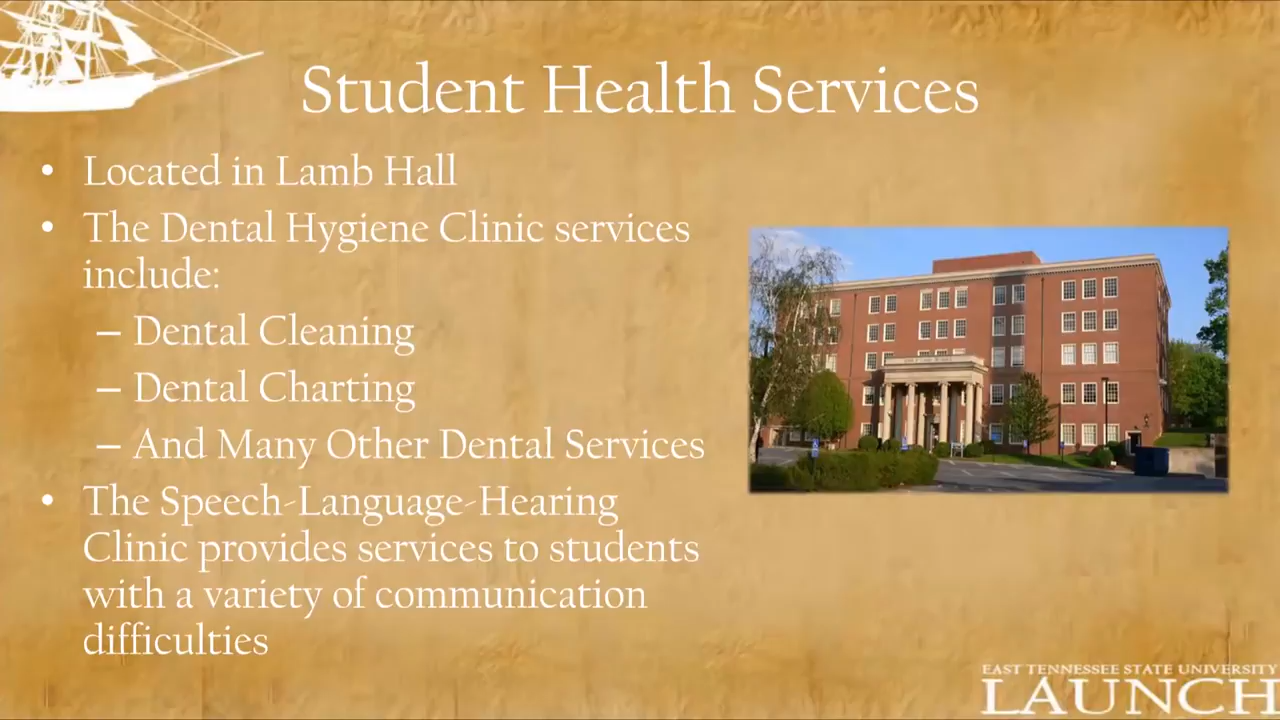 Student Health Services
• Located in Lamb Hall
• The Dental Hygiene Clinic services
include:
– Dental Cleaning
– Dental Charting
– And Many Other Dental Services
• The Speech-Language-Hearing
Clinic provides services to students
with a variety of communication
difficulties
EAST TENNESSEE STATE UNIVERSITY
LAUNCH